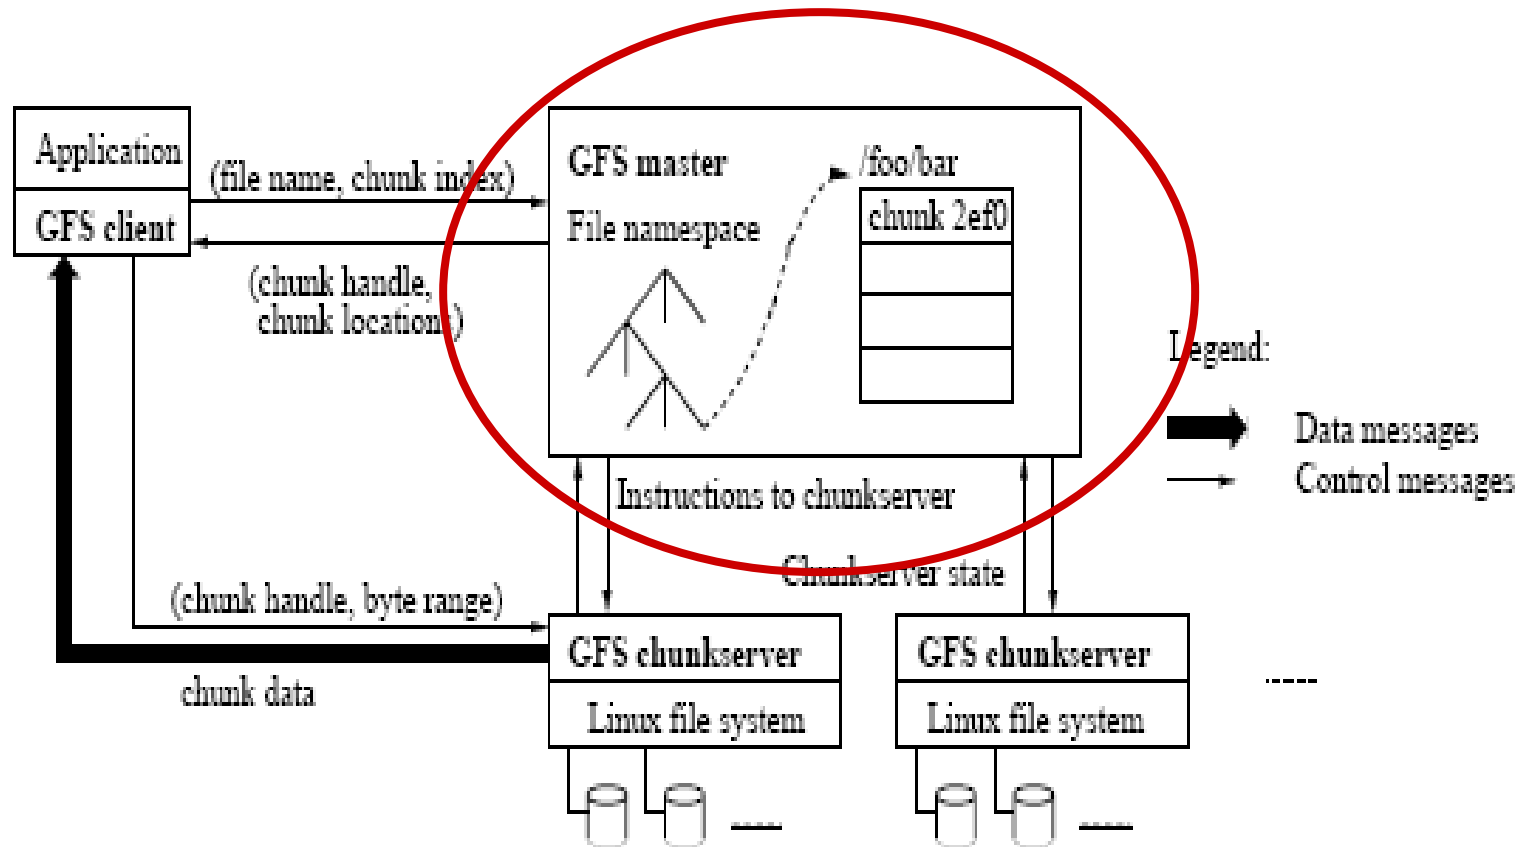 Application
GFS client
(file name, chunk index)
(chunk handle,
chunk locations)
GFS master
File namespace
/foo/bar
chunk 2ef0
Legend:
Data messages
Control messages
Instructions to chunkserver
Chunkserver state
(chunk handle, byte range)
chunk data
GFS chunkserver
Linux file system
GFS chunkserver
Linux file system